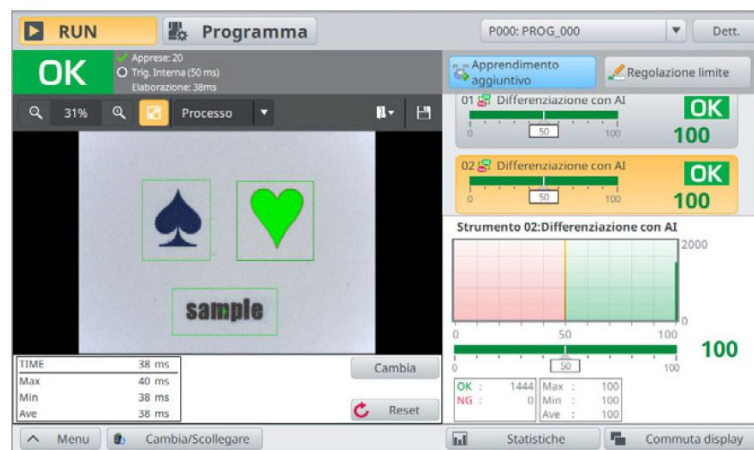 RUN
Programma
P000: PROG_000
Dett.
OK
Apprese: 20
Trig. Interna (50 ms)
Elaborazione: 38ms
Apprendimento
aggiuntivo
Regolazione limite
31%
Processo
01 Differenziazione con AI
OK
50
0
100
100
02 Differenziazione con AI
OK
50
0
100
100
sample
Strumento 02:Differenziazione con AI
2000
0
0
50
100
100
0
50
100
TIME 38 ms
Max 40 ms
Min 38 ms
Ave 38 ms
Cambia
Reset
OK : 1444
NG : 0
Max : 100
Min : 100
Ave : 100
Menu
Cambia/Scollegare
Statistiche
Commuta display